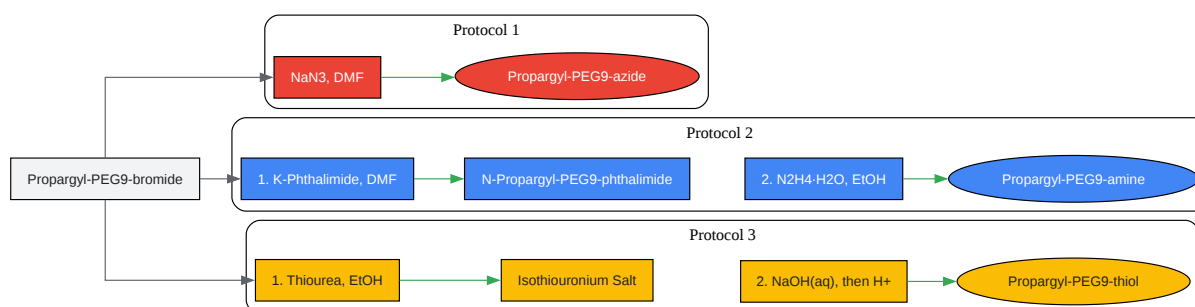 Protocol 1
NaN3, DMF
Propargyl-PEG9-azide
Protocol 2
Propargyl-PEG9-bromide
1. K-Phthalimide, DMF
N-Propargyl-PEG9-phthalimide
2. N2H4·H2O, EtOH
Propargyl-PEG9-amine
Protocol 3
1. Thiourea, EtOH
Isothiouronium Salt
2. NaOH(aq), then H+
Propargyl-PEG9-thiol